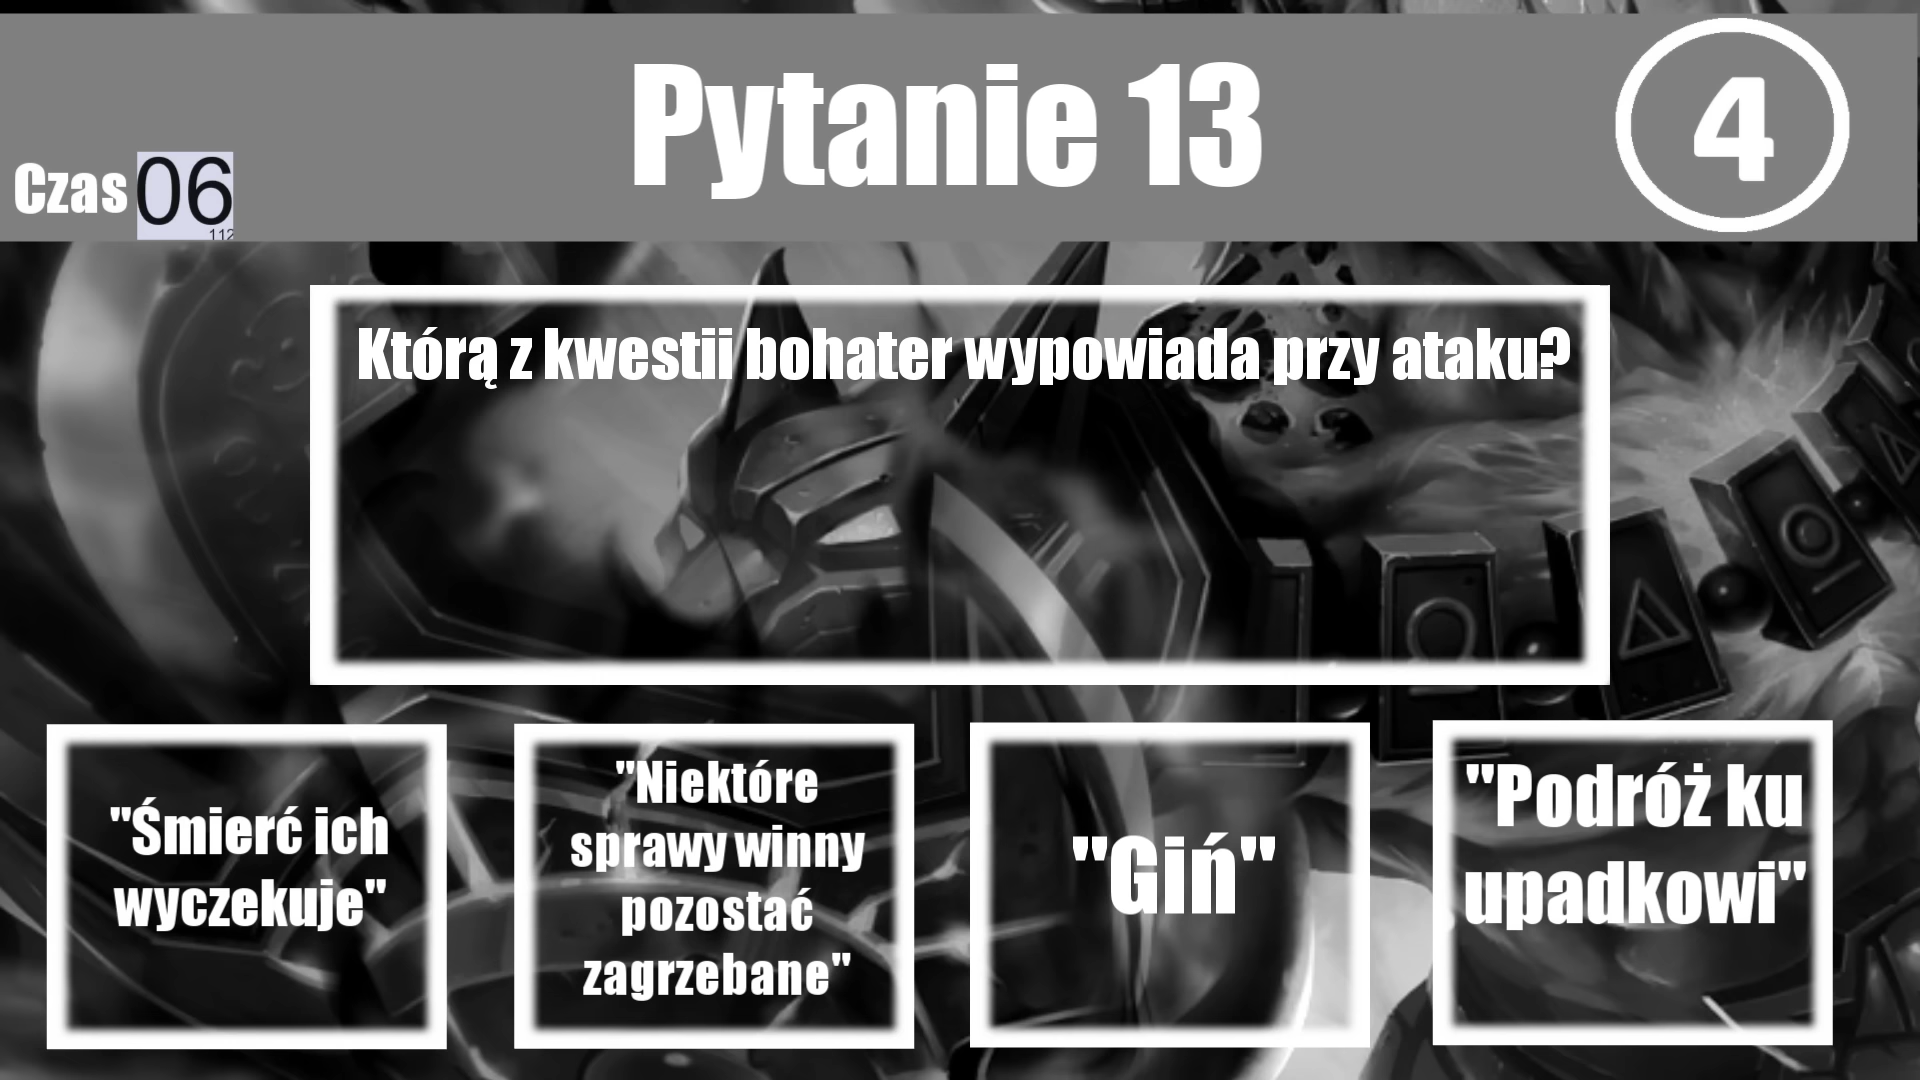 Pytanie 13
4
Czas 06
112
Którą z kwestii bohater wypowiada przy ataku?
"Śmierć ich
wyczekuje"
"Niektóre
sprawy winny
pozostać
zagrzebane"
"Giń"
"Podróż ku
upadkowi"